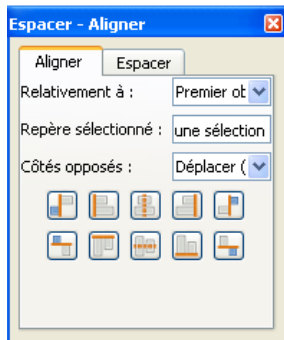 Espacer - Aligner
Aligner Espacer
Relativement à : Premier ob
Repère sélectionné : une sélection
Côtés opposés : Déplacer (